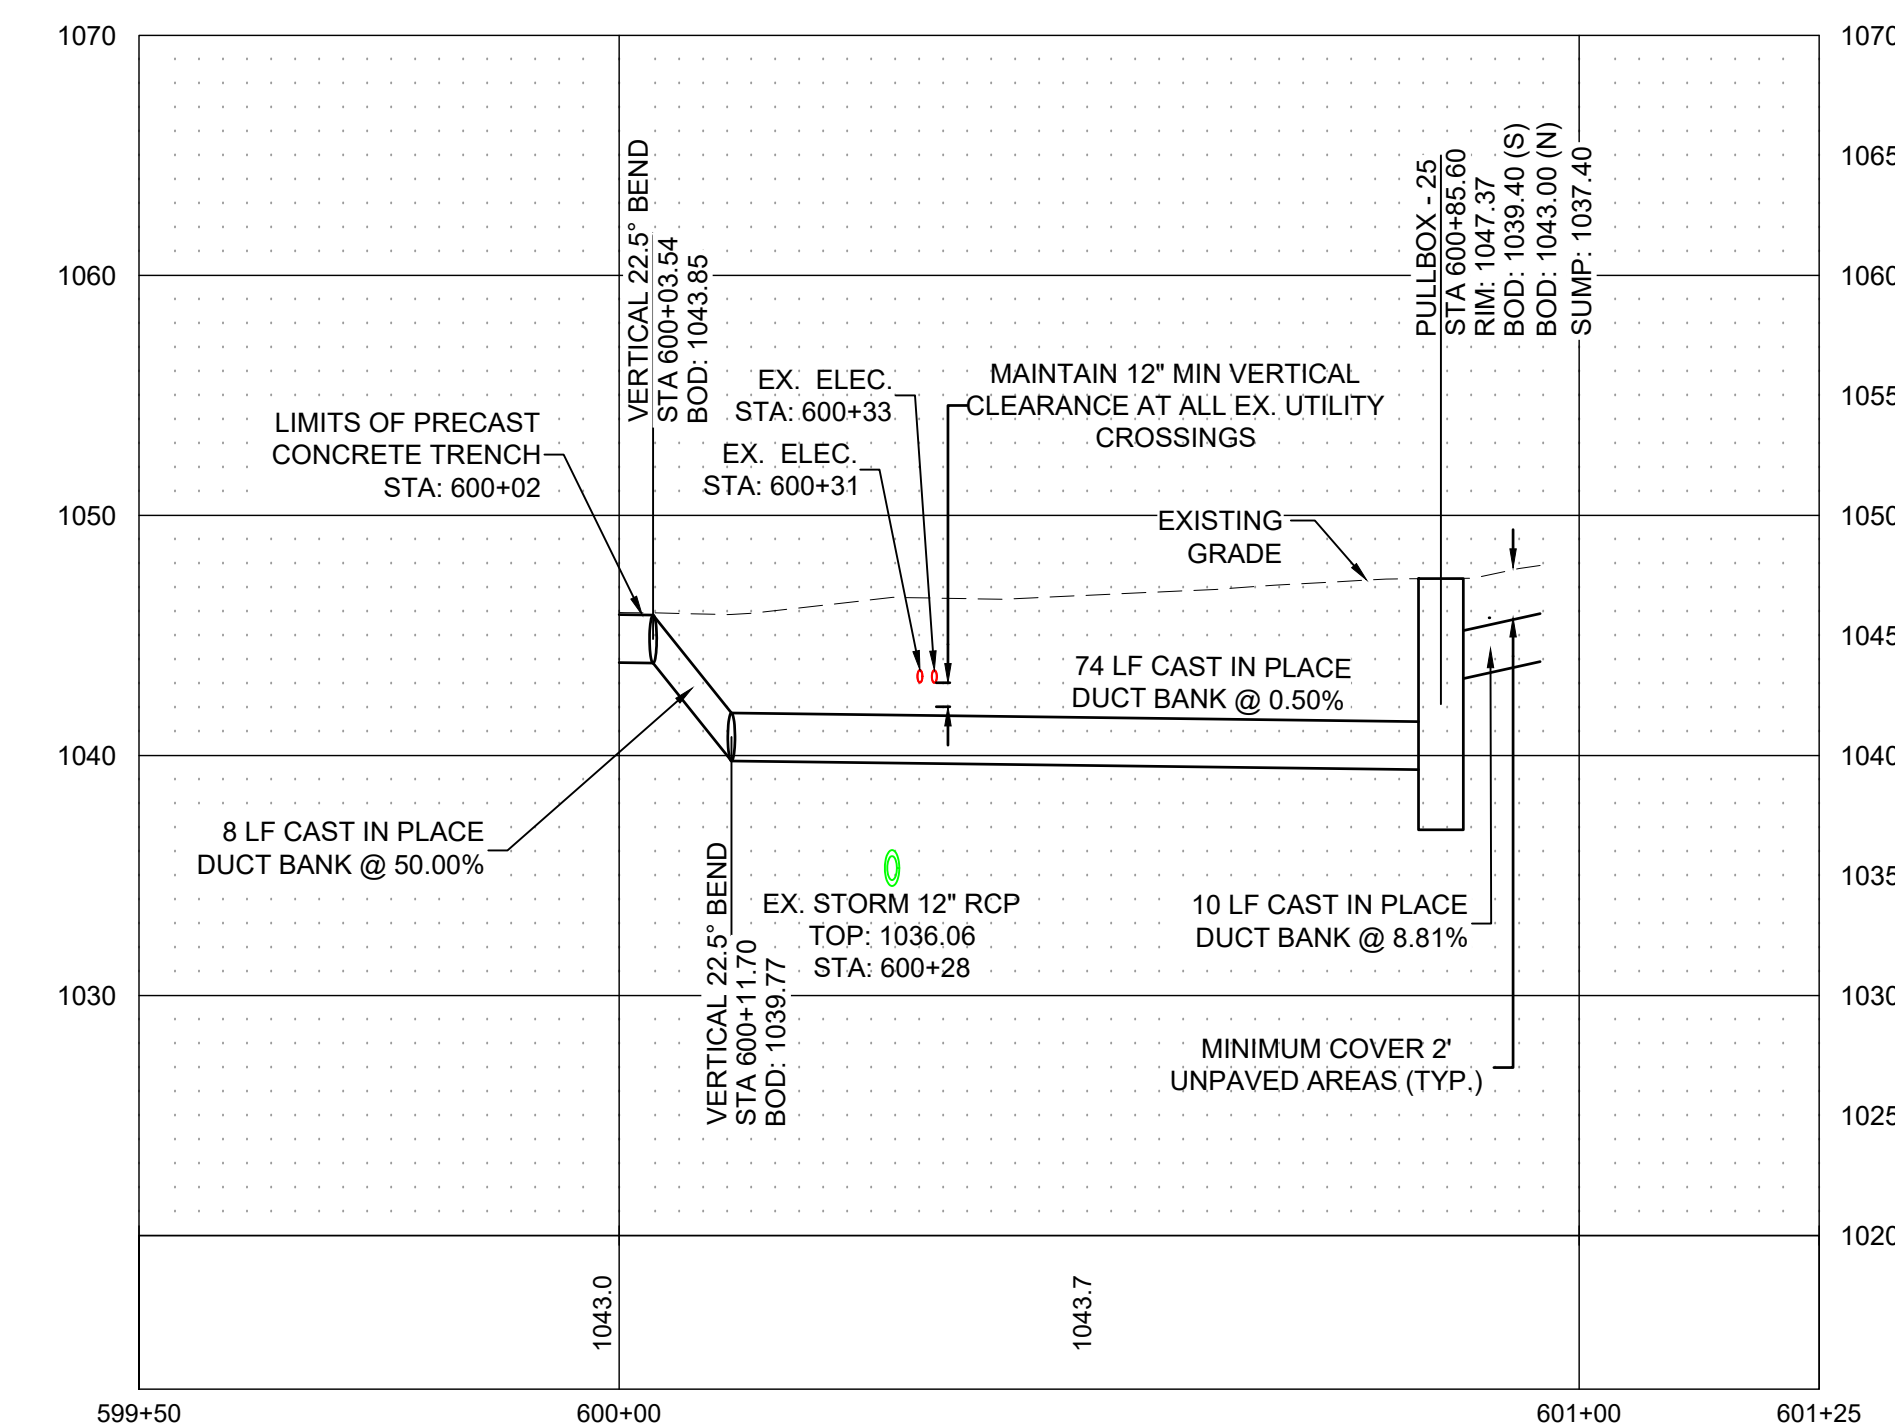 1070
1060
1050
1040
1030
VERTICAL 22.5° BEND
STA 600+03.54
BOD: 1043.85
PULLBOX - 25
STA 600+85.60
RIM: 1047.37
BOD: 1039.40 (S)
BOD: 1043.00 (N)
SUMP: 1037.40
LIMITS OF PRECAST
CONCRETE TRENCH
STA: 600+02
EX. ELEC.
STA: 600+33
EX. ELEC.
STA: 600+31
MAINTAIN 12" MIN VERTICAL
CLEARANCE AT ALL EX. UTILITY
CROSSINGS
EXISTING
GRADE
74 LF CAST IN PLACE
DUCT BANK @ 0.50%
8 LF CAST IN PLACE
DUCT BANK @ 50.00%
VERTICAL 22.5° BEND
STA 600+11.70
BOD: 1039.77
EX. STORM 12" RCP
TOP: 1036.06
STA: 600+28
10 LF CAST IN PLACE
DUCT BANK @ 8.81%
MINIMUM COVER 2'
UNPAVED AREAS (TYP.)
1070
1065
1060
1055
1050
1045
1040
1035
1030
1025
1020
1043.0
1043.7
599+50
600+00
601+00
601+25